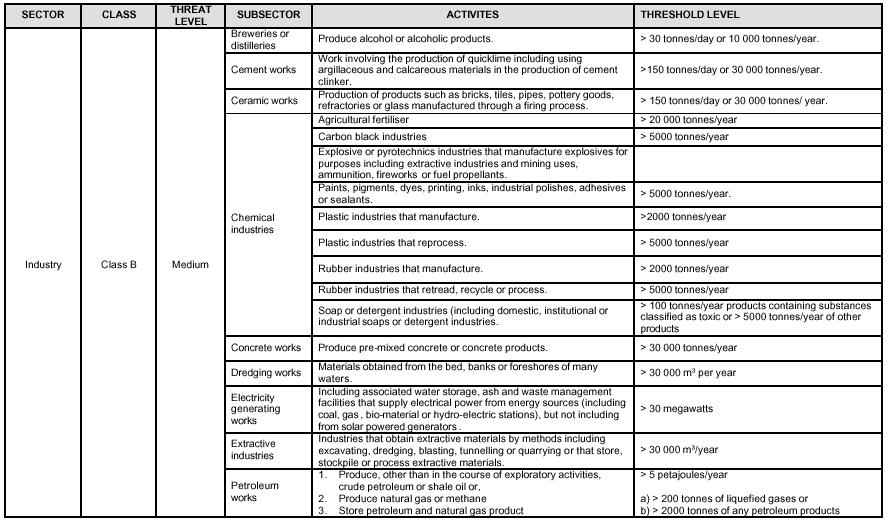 SECTOR CLASS THREAT LEVEL SUBSECTOR ACTIVITES THRESHOLD LEVEL
Industry Class B Medium
Breweries or
distilleries
Produce alcohol or alcoholic products.
> 30 tonnes/day or 10 000 tonnes/year.
Cement works
Work involving the production of quicklime including using
argillaceous and calcareous materials in the production of cement
clinker.
>150 tonnes/day or 30 000 tonnes/year.
Ceramic works
Production of products such as bricks, tiles, pipes, pottery goods,
refractories or glass manufactured through a firing process.
> 150 tonnes/day or 30 000 tonnes/ year.
Chemical
industries
Agricultural fertiliser
> 20 000 tonnes/year
Carbon black industries
> 5000 tonnes/year
Explosive or pyrotechnics industries that manufacture explosives for
purposes including extractive industries and mining uses,
ammunition, fireworks or fuel propellants.
Paints, pigments, dyes, printing, inks, industrial polishes, adhesives
or sealants.
> 5000 tonnes/year.
Plastic industries that manufacture.
>2000 tonnes/year
Plastic industries that reprocess.
> 5000 tonnes/year
Rubber industries that manufacture.
> 2000 tonnes/year
Rubber industries that retread, recycle or process.
> 5000 tonnes/year
Soap or detergent industries (including domestic, institutional or
industrial soaps or detergent industries.
> 100 tonnes/year products containing substances
classified as toxic or > 5000 tonnes/year of other
products
Concrete works
Produce pre-mixed concrete or concrete products.
> 30 000 tonnes/year
Dredging works
Materials obtained from the bed, banks or foreshores of many
waters.
> 30 000 m³ per year
Electricity
generating
works
Including associated water storage, ash and waste management
facilities that supply electrical power from energy sources (including
coal, gas, bio-material or hydro-electric stations), but not including
from solar powered generators.
> 30 megawatts
Extractive
industries
Industries that obtain extractive materials by methods including
excavating, dredging, blasting, tunnelling or quarrying or that store,
stockpile or process extractive materials.
> 30 000 m³/year
Petroleum
works
1. Produce, other than in the course of exploratory activities,
crude petroleum or shale oil or,
2. Produce natural gas or methane
3. Store petroleum and natural gas product
> 5 petajoules/year
a) > 200 tonnes of liquefied gases or
b) > 2000 tonnes of any petroleum products